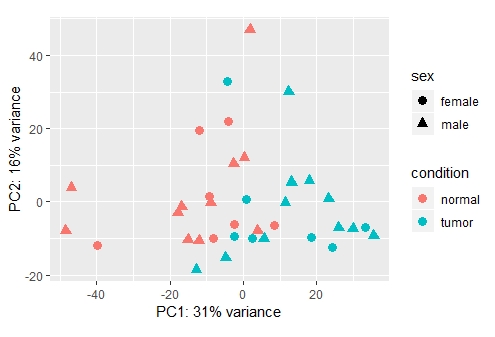 40
20
0
-20
PC2: 16% variance
-40
-20
0
20
PC1: 31% variance
sex
female
male
condition
normal
tumor